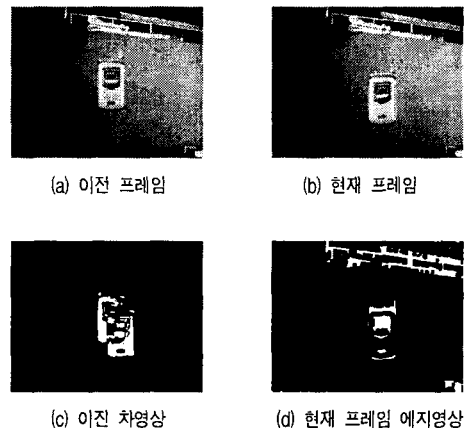 (a) 이전 프레임
(b) 현재 프레임
(c) 이진 차영상
(d) 현재 프레임 에지영상